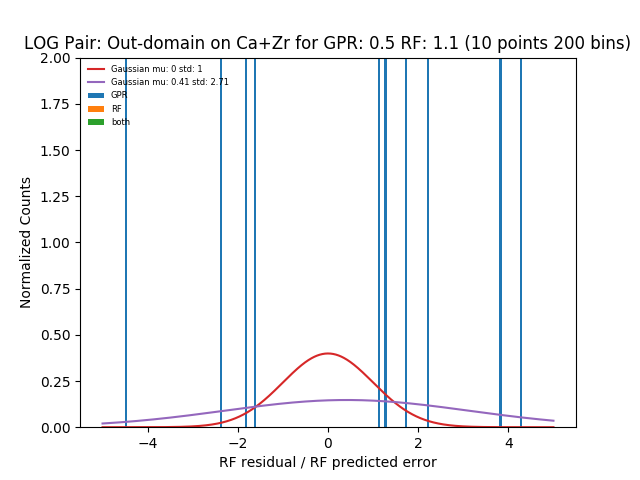 LOG Pair: Out-domain on Ca+Zr for GPR: 0.5 RF: 1.1 (10 points 200 bins)
2.00
1.75
1.50
1.25
1.00
0.75
0.50
0.25
0.00
Normalized Counts
Gaussian mu: 0 std: 1
Gaussian mu: 0.41 std: 2.71
GPR
RF
both
−4 −2 0 2 4
RF residual / RF predicted error